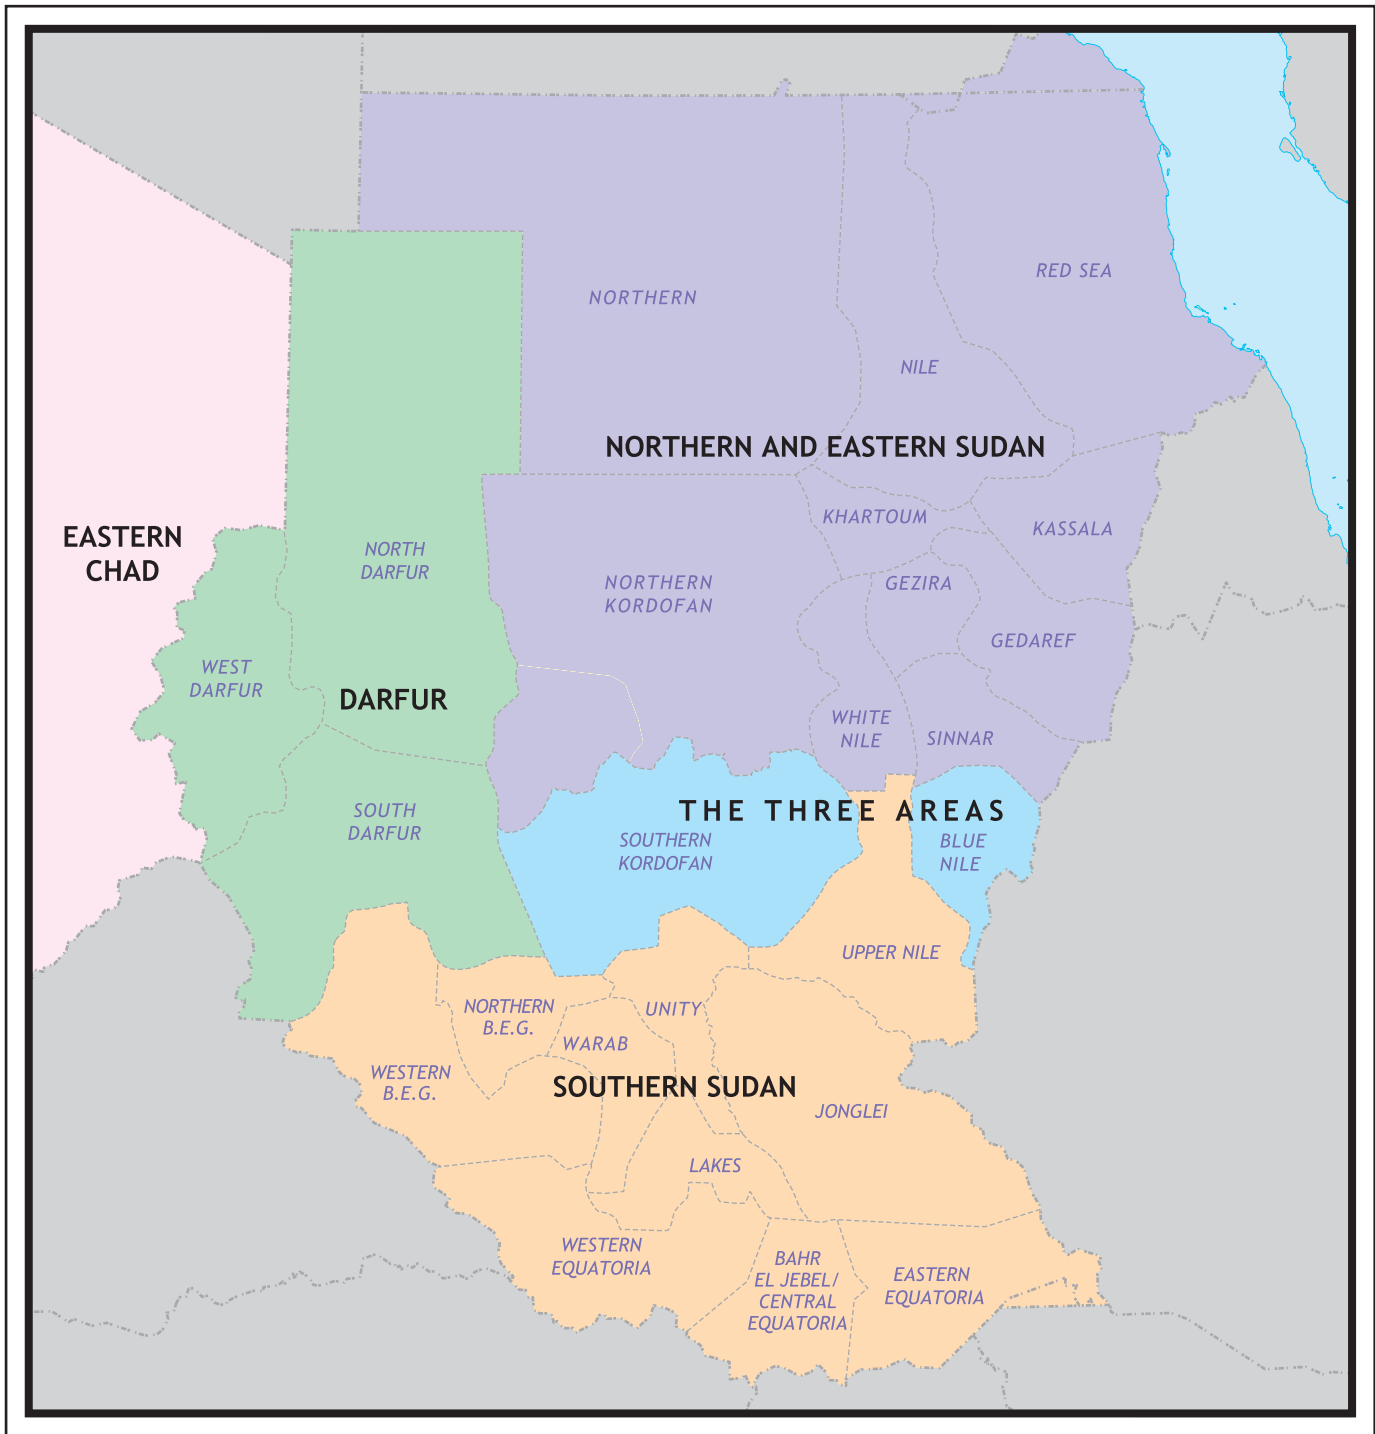 RED SEA
NORTHERN
NILE
NORTHERN AND EASTERN SUDAN
KHARTOUM
KASSALA
EASTERN
CHAD
NORTH
DARFUR
NORTHERN
KORDOFAN
GEZIRA
GEDAREF
WEST
DARFUR
DARFUR
WHITE
NILE
SINNAR
THE THREE AREAS
SOUTH
DARFUR
SOUTHERN
KORDOFAN
BLUE
NILE
UPPER NILE
NORTHERN
B.E.G.
UNITY
WARAB
WESTERN
B.E.G.
SOUTHERN SUDAN
JONGLEI
LAKES
WESTERN
EQUATORIA
BAHR
EL JEBEL/
CENTRAL
EQUATORIA
EASTERN
EQUATORIA